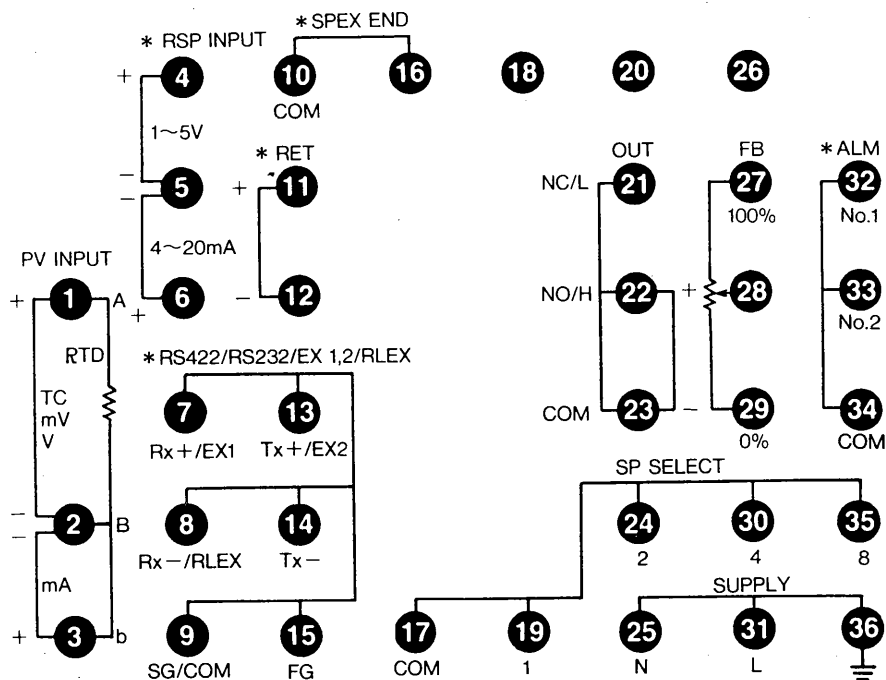 * SPEX END
* RSP INPUT
+ 4 10 16 18 20 26
COM
1~5V
* RET OUT FB * ALM
− 5 + 11 NC/L 21 27 32
− 100% No.1
4~20mA
PV INPUT
+ 1 A + 6 − 12 NO/H 22 + 28 33
No.2
RTD * RS422/RS232/EX 1,2/RLEX
TC
mV 7 13 COM 23 − 29 34
V Rx+/EX1 Tx+/EX2 0% COM
SP SELECT
− 2 B 8 14 24 30 35
− Rx−/RLEX Tx− 2 4 8
mA SUPPLY
+ 3 b 9 15 17 19 25 31 36
SG/COM FG COM 1 N L